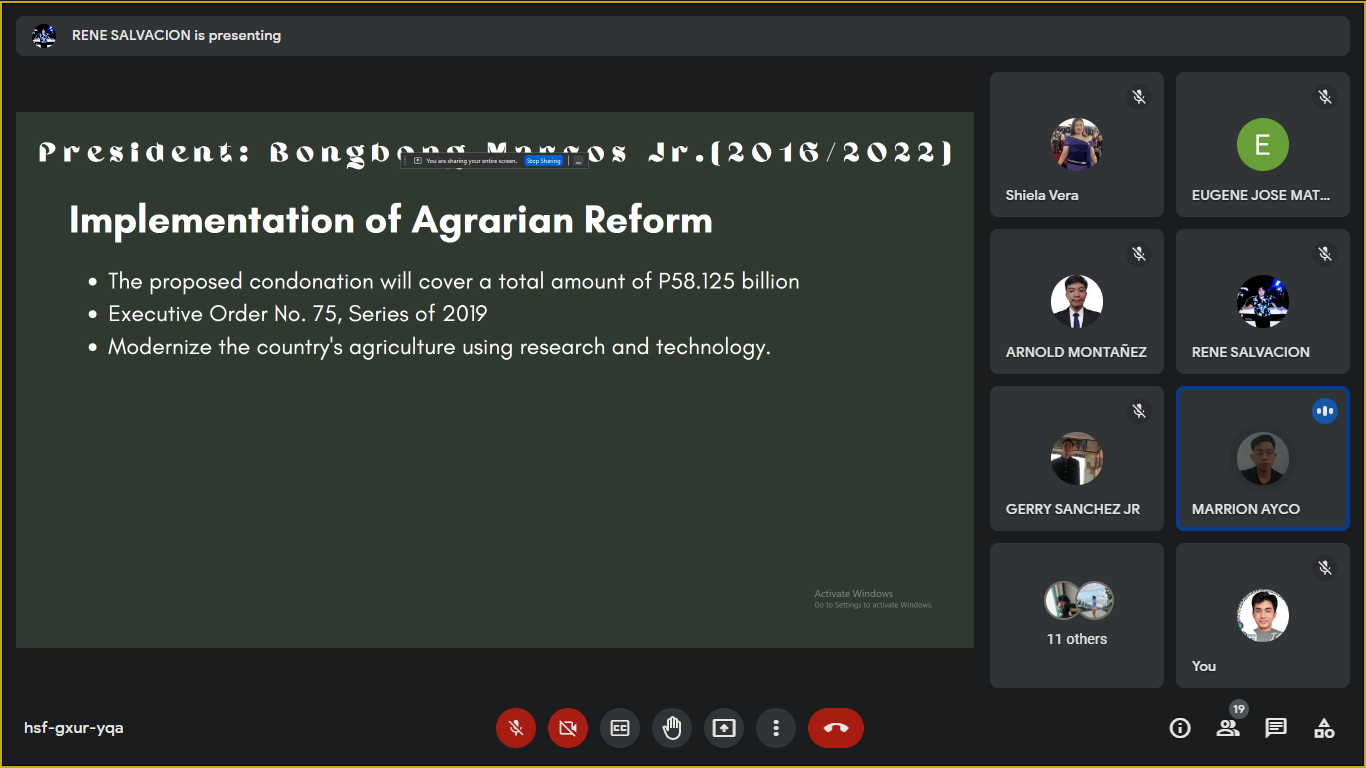 RENE SALVACION is presenting
President: Bongbong Marcos Jr.(2016/2022)
You are sharing your entire screen. Stop Sharing
Implementation of Agrarian Reform
• The proposed condonation will cover a total amount of P58.125 billion
• Executive Order No. 75, Series of 2019
• Modernize the country's agriculture using research and technology.
Activate Windows
Go to Settings to activate Windows.
Shiela Vera
E
EUGENE JOSE MAT...
ARNOLD MONTAÑEZ
RENE SALVACION
GERRY SANCHEZ JR
MARRION AYCO
11 others
You
hsf-gxur-yqa
CC
19